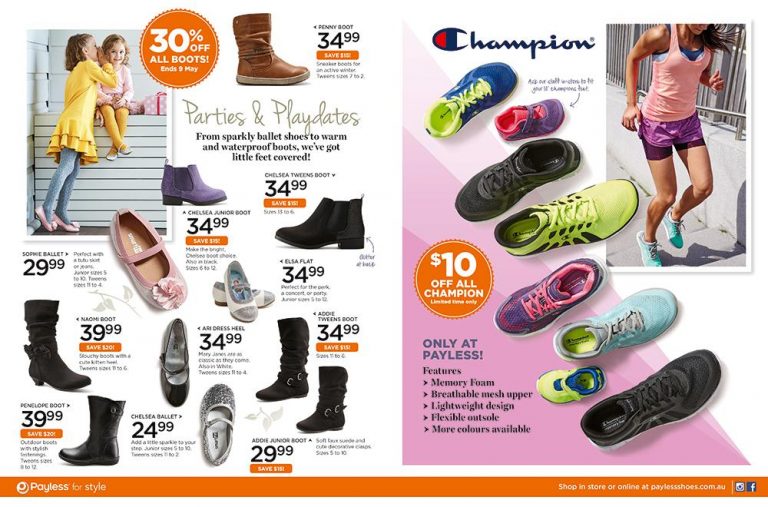 30%
OFF
ALL BOOTS!
Ends 9 May
◂ PENNY BOOT
34.99
SAVE $15!
Sneaker boots for
an active winter.
Tweens sizes 7 to 2.
Parties & Playdates
From sparkly ballet shoes to warm
and waterproof boots, we've got
little feet covered!
CHELSEA TWEENS BOOT ▾
34.99
SAVE $15!
Sizes 13 to 6.
glitter
at base
▴ CHELSEA JUNIOR BOOT
34.99
SAVE $15!
Make the bright,
Chelsea boot choice.
Also in black.
Sizes 6 to 12.
SOPHIE BALLET ▸
29.99
Perfect with
a tutu skirt
or jeans.
Junior sizes 5
to 10. Tweens
sizes 11 to 4.
◂ ELSA FLAT
34.99
Perfect for the park,
a concert, or party.
Junior sizes 5-12.
◂ NAOMI BOOT
39.99
SAVE $20!
Slouchy boots with a
cute kitten heel.
Tweens sizes 11 to 6.
◂ ARI DRESS HEEL
34.99
Mary Janes are as
classic as they come.
Also in White.
Tweens sizes 11 to 4.
ADDIE
TWEENS BOOT ▾
34.99
SAVE $15!
Sizes 11 to 6.
PENELOPE BOOT ▸
39.99
SAVE $20!
Outdoor boots
with stylish
fastenings.
Sizes 8
to 12.
CHELSEA BALLET ▸
24.99
Add a little sparkle to your
step. Junior sizes 5 to 10.
Tweens sizes 11 to 2.
ADDIE JUNIOR BOOT ▴
29.99
SAVE $15!
Soft faux suede and
cute decorative clasps.
Sizes 5 to 10.
Payless for style
Champion
Ask our staff in-store to fit
your lil' champions feet.
$10
OFF ALL
CHAMPION
Limited time only
ONLY AT
PAYLESS!
Features
➤ Memory Foam
➤ Breathable mesh upper
➤ Lightweight design
➤ Flexible outsole
➤ More colours available
Shop in store or online at paylessshoes.com.au